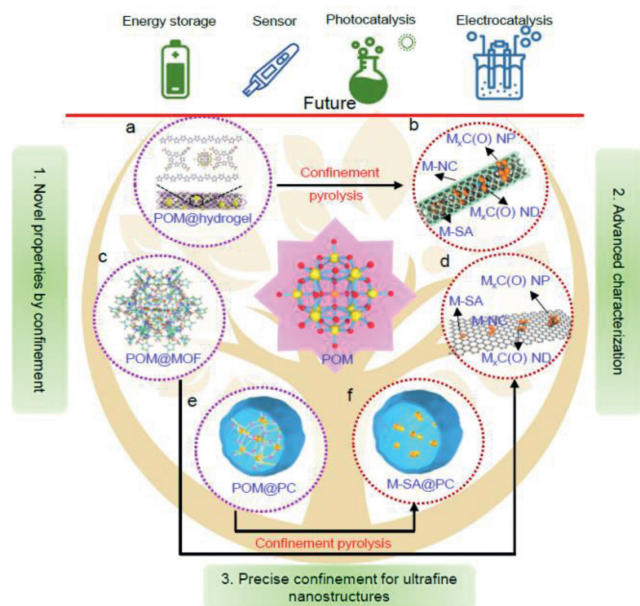 Energy storage
Sensor
Photocatalysis
Electrocatalysis
Future
1. Novel properties by confinement
a
POM@hydrogel
Confinement
pyrolysis
b
MₓC(O) NP
M-NC
MₓC(O) ND
M-SA
c
POM@MOF
POM
d
MₓC(O) NP
M-SA
M-NC
MₓC(O) ND
e
POM@PC
f
M-SA@PC
Confinement pyrolysis
2. Advanced characterization
3. Precise confinement for ultrafine
nanostructures